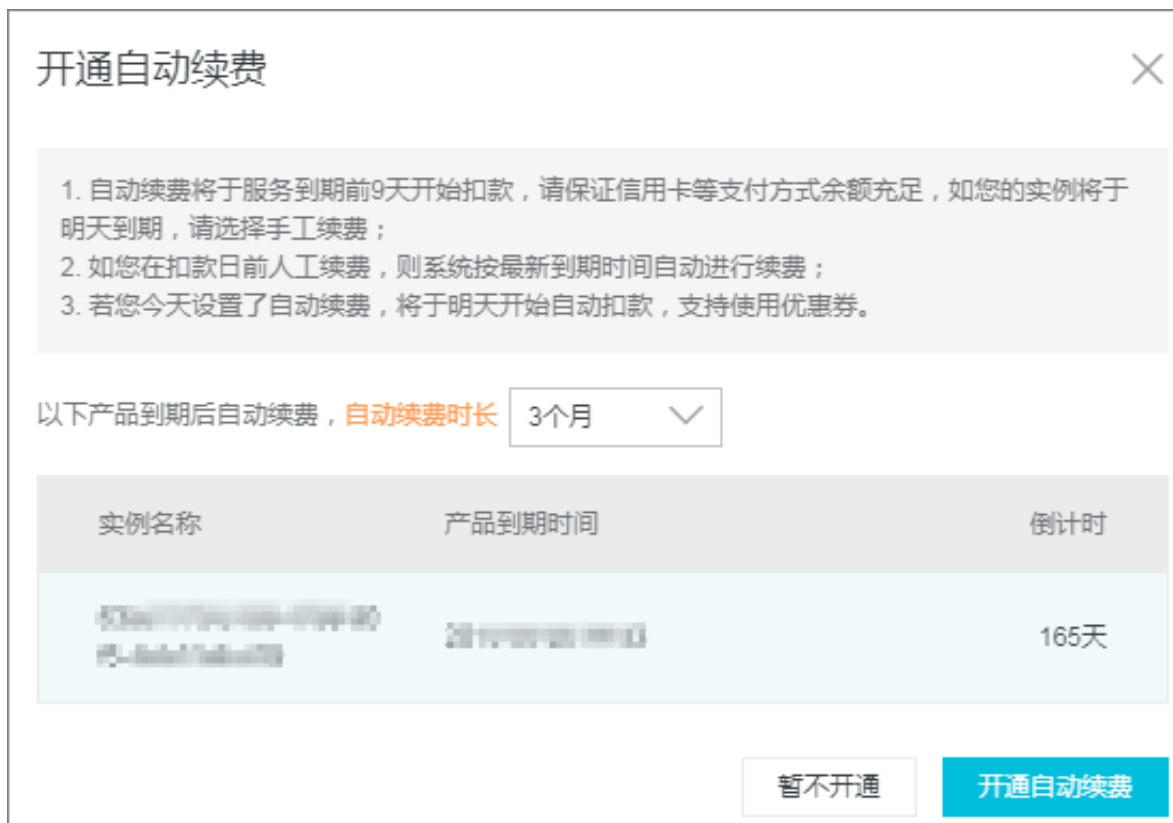 开通自动续费
1. 自动续费将于服务到期前9天开始扣款，请保证信用卡等支付方式余额充足，如您的实例将于
明天到期，请选择手工续费；
2. 如您在扣款日前人工续费，则系统按最新到期时间自动进行续费；
3. 若您今天设置了自动续费，将于明天开始自动扣款，支持使用优惠券。
以下产品到期后自动续费，自动续费时长 3个月
实例名称 产品到期时间 倒计时
165天
暂不开通 开通自动续费